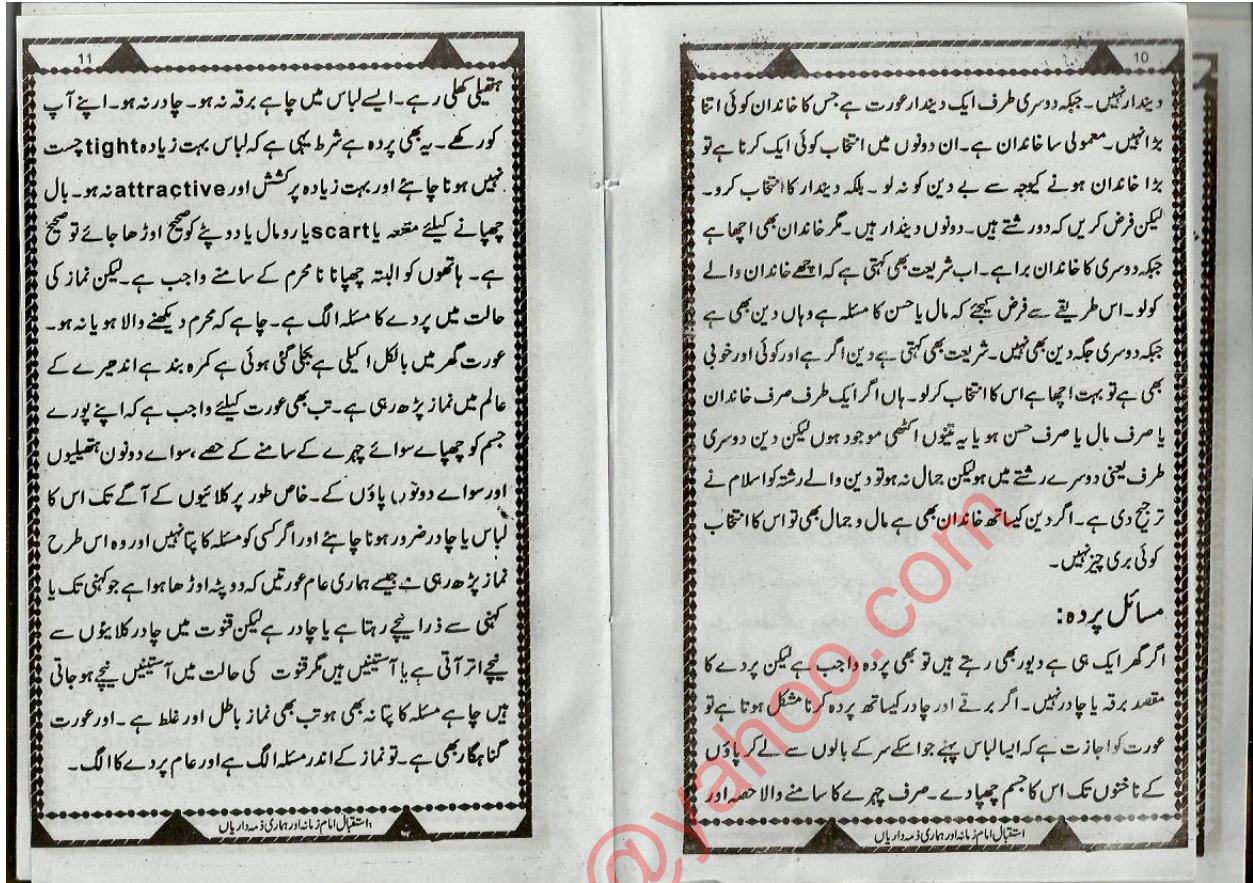 10
دیندار نہیں۔ جبکہ دوسری طرف ایک دیندار عورت ہے جس کا خاندان کوئی اتنا
بڑا نہیں۔ معمولی سا خاندان ہے۔ ان دونوں میں انتخاب کوئی ایک کرنا ہے تو
بڑا خاندان ہونے کیوجہ سے بے دین کو نہ لو۔ بلکہ دیندار کا انتخاب کرو۔
لیکن فرض کریں کہ دو رشتے ہیں۔ دونوں دیندار ہیں۔ مگر خاندان بھی اچھا ہے
جبکہ دوسری کا خاندان برا ہے۔ اب شریعت بھی کہتی ہے کہ اچھے خاندان والے
کولو۔ اس طریقے سے فرض کیجئے کہ مال یا حسن کا مسئلہ ہے وہاں دین بھی ہے
جبکہ دوسری جگہ دین بھی نہیں۔ شریعت بھی کہتی ہے دین اگر ہے اور کوئی اور خوبی
بھی ہے تو بہت اچھا ہے اس کا انتخاب کرلو۔ ہاں اگر ایک طرف صرف خاندان
یا صرف مال یا صرف حسن ہو یا یہ تینوں اکٹھی موجود ہوں لیکن دین دوسری
طرف یعنی دوسرے رشتے میں ہو لیکن جمال نہ ہو تو دین والے رشتہ کو اسلام نے
ترجیح دی ہے۔ اگر دین کیساتھ خاندان بھی ہے مال و جمال بھی تو اس کا انتخاب
کوئی بری چیز نہیں۔
مسائل پردہ:
اگر گھر ایک ہی ہے دیور بھی رہتے ہیں تو بھی پردہ واجب ہے لیکن پردے کا
مقصد برقہ یا چادر نہیں۔ اگر برقے اور چادر کیساتھ پردہ کرنا مشکل ہوتا ہے تو
عورت کو اجازت ہے کہ ایسا لباس پہنے جو اسکے سر کے بالوں سے لے کر پاؤں
کے ناخنوں تک اس کا جسم چھپادے۔ صرف چہرے کا سامنے والا حصہ اور
استقبال امام زمانہ اور ہماری ذمہ داریاں
11
ہتھیلی کھلی رہے۔ ایسے لباس میں چاہے برقہ نہ ہو۔ چادر نہ ہو۔ اپنے آپ
کو رکھے۔ یہ بھی پردہ ہے شرط یہی ہے کہ لباس بہت زیادہ tight چست
نہیں ہونا چاہئے اور بہت زیادہ پرکشش اور attractive نہ ہو۔ بال
چھپانے کیلئے مقنعہ یا scart یا رومال یا دوپٹے کو صحیح اوڑھا جائے تو صحیح
ہے۔ ہاتھوں کو البتہ چھپانا نا محرم کے سامنے واجب ہے۔ لیکن نماز کی
حالت میں پردے کا مسئلہ الگ ہے۔ چاہے کہ محرم دیکھنے والا ہو یا نہ ہو۔
عورت گھر میں بالکل اکیلی ہے بجلی گئی ہوئی ہے کمرہ بند ہے اندھیرے کے
عالم میں نماز پڑھ رہی ہے۔ تب بھی عورت کیلئے واجب ہے کہ اپنے پورے
جسم کو چھپاے سوائے چہرے کے سامنے کے حصے، سواے دونون ہتھیلیوں
اور سواے دونوں پاؤں کے۔ خاص طور پر کلائیوں کے آگے تک اس کا
لباس یا چادر ضرور ہونا چاہئے اور اگر کسی کو مسئلہ کا پتا نہیں اور وہ اس طرح
نماز پڑھ رہی ہے جیسے ہماری عام عورتیں کہ دوپٹہ اوڑھا ہوا ہے جو کہنی تک یا
کہنی سے ذرا نیچے رہتا ہے یا چادر ہے لیکن قنوت میں چادر کلایئوں سے
نیچے اتر آتی ہے یا آستینیں ہیں مگر قنوت کی حالت میں آستینیں نیچے ہو جاتی
ہیں چاہے مسئلہ کا پتا نہ بھی ہو تب بھی نماز باطل اور غلط ہے۔ اور عورت
گناہگار بھی ہے۔ تو نماز کے اندر مسئلہ الگ ہے اور عام پردے کا الگ۔
استقبال امام زمانہ اور ہماری ذمہ داریاں
@yahoo.com